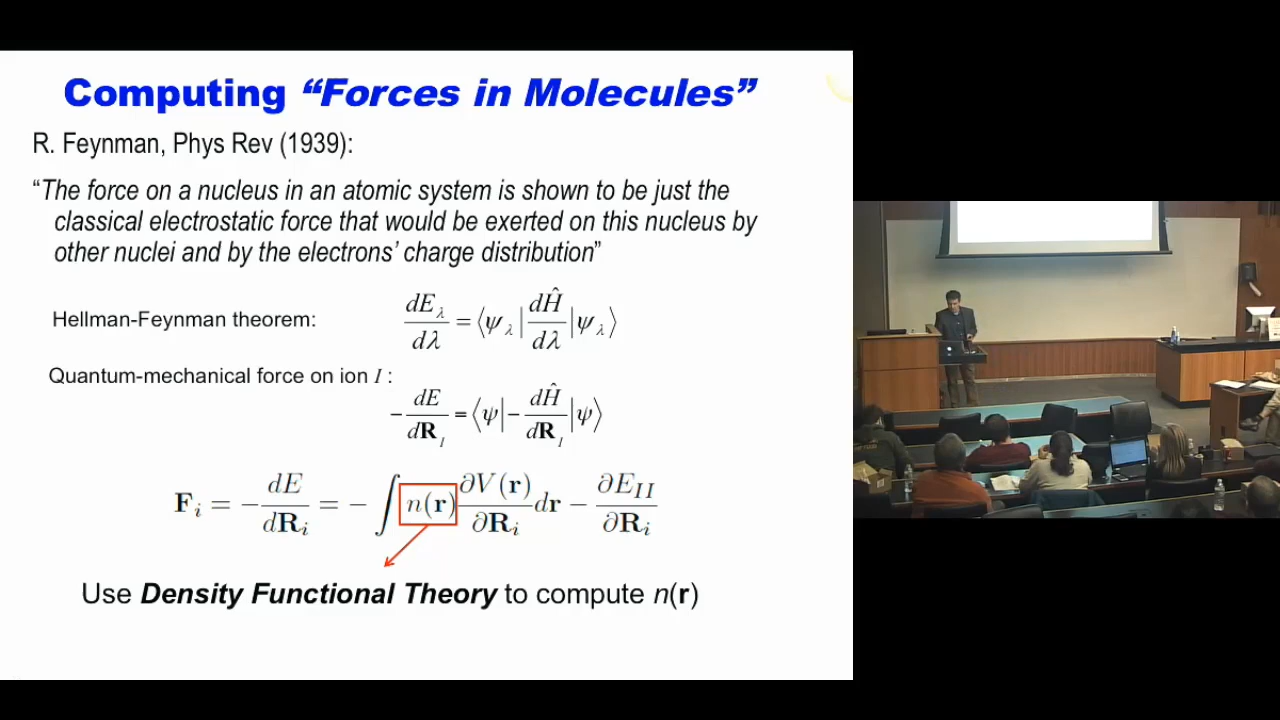 Computing “Forces in Molecules”
R. Feynman, Phys Rev (1939):
“The force on a nucleus in an atomic system is shown to be just the
classical electrostatic force that would be exerted on this nucleus by
other nuclei and by the electrons’ charge distribution”
Hellman-Feynman theorem: dE_λ/dλ = ⟨ψ_λ| dĤ/dλ |ψ_λ⟩
Quantum-mechanical force on ion I :
-dE/dR_I = ⟨ψ| - dĤ/dR_I |ψ⟩
F_i = - dE/dR_i = - ∫ n(r) ∂V(r)/∂R_i dr - ∂E_II/∂R_i
Use Density Functional Theory to compute n(r)